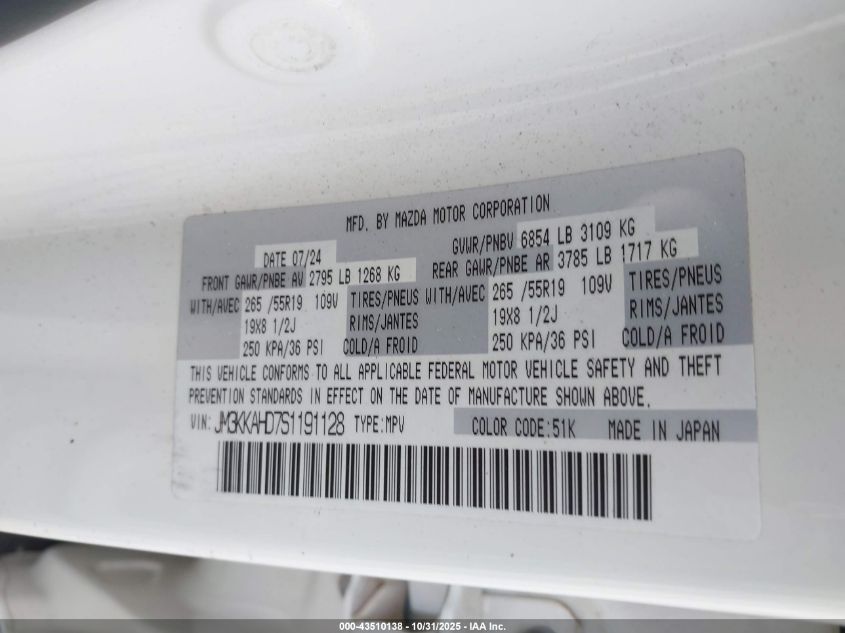 MFD. BY MAZDA MOTOR CORPORATION
DATE 07/24 GVWR/PNBV 6854 LB 3109 KG
FRONT GAWR/PNBE AV 2795 LB 1268 KG REAR GAWR/PNBE AR 3785 LB 1717 KG
WITH/AVEC 265 /55R19 109V TIRES/PNEUS WITH/AVEC 265 /55R19 109V TIRES/PNEUS
19X8 1/2J RIMS/JANTES 19X8 1/2J RIMS/JANTES
250 KPA/36 PSI COLD/A FROID 250 KPA/36 PSI COLD/A FROID
THIS VEHICLE CONFORMS TO ALL APPLICABLE FEDERAL MOTOR VEHICLE SAFETY AND THEFT
PREVENTION STANDARDS IN EFFECT ON THE DATE OF MANUFACTURE SHOWN ABOVE.
VIN: JM3KKAHD7S1191128 TYPE:MPV COLOR CODE:51K MADE IN JAPAN
000-43510138 - 10/31/2025 - IAA Inc.